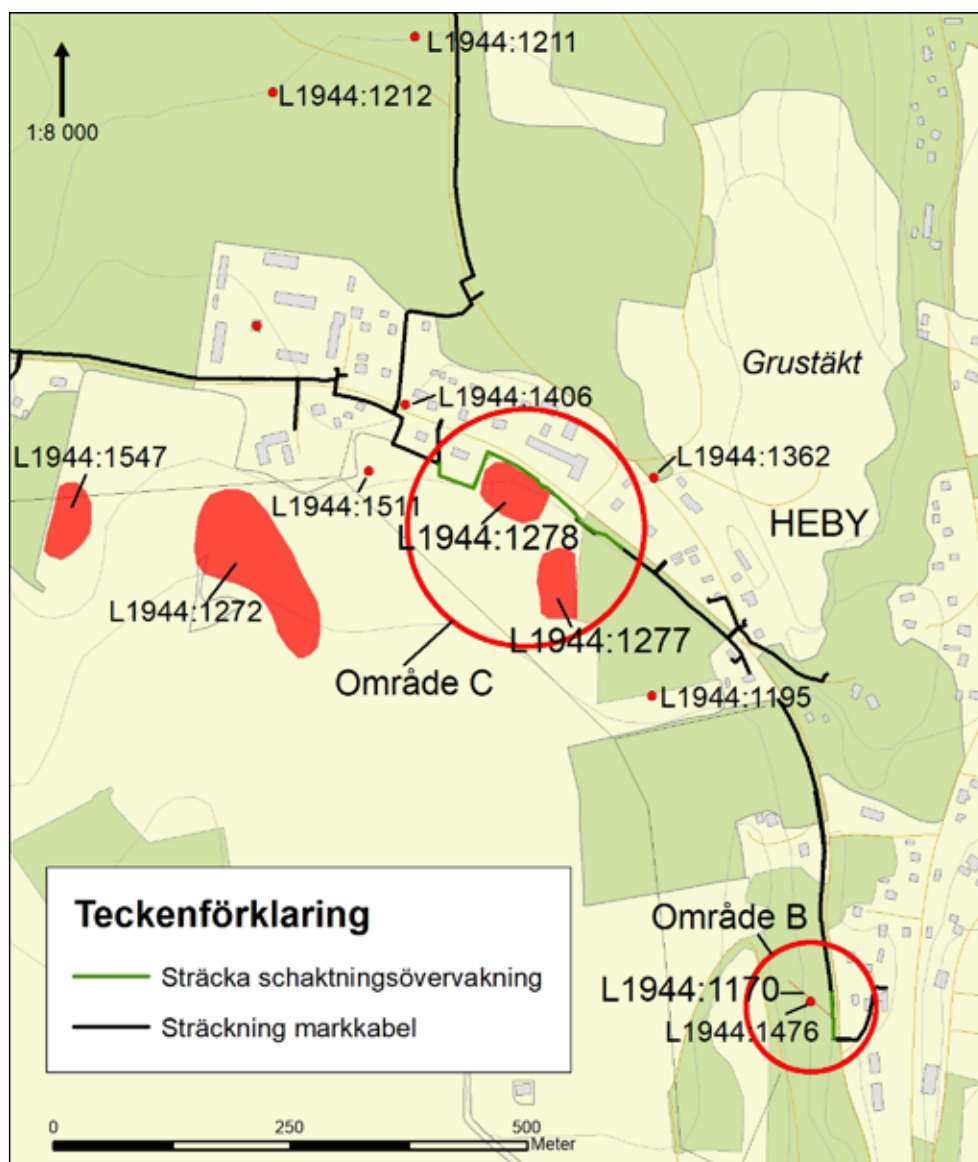 L1944:1211
L1944:1212
1:8 000
Grustäkt
L1944:1406
L1944:1547
L1944:1362
L1944:1511
HEBY
L1944:1278
L1944:1272
L1944:1277
Område C
L1944:1195
Teckenförklaring
Område B
Sträcka schaktningsövervakning
L1944:1170
Sträckning markkabel
L1944:1476
0
250
500
Meter